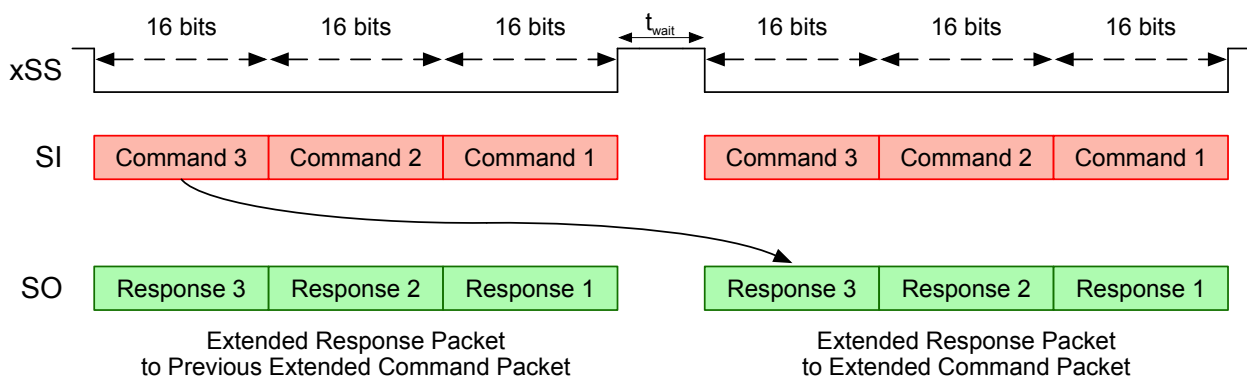 16 bits 16 bits 16 bits t_wait 16 bits 16 bits 16 bits
xSS
SI Command 3 Command 2 Command 1 Command 3 Command 2 Command 1
SO Response 3 Response 2 Response 1 Response 3 Response 2 Response 1
Extended Response Packet Extended Response Packet
to Previous Extended Command Packet to Extended Command Packet